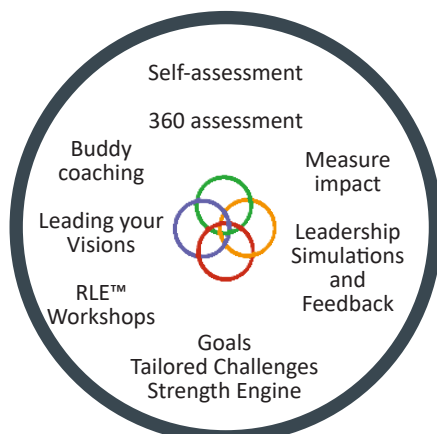 Self-assessment
360 assessment
Buddy
coaching
Measure
impact
Leading your
Visions
Leadership
Simulations
and
Feedback
RLE™
Workshops
Goals
Tailored Challenges
Strength Engine